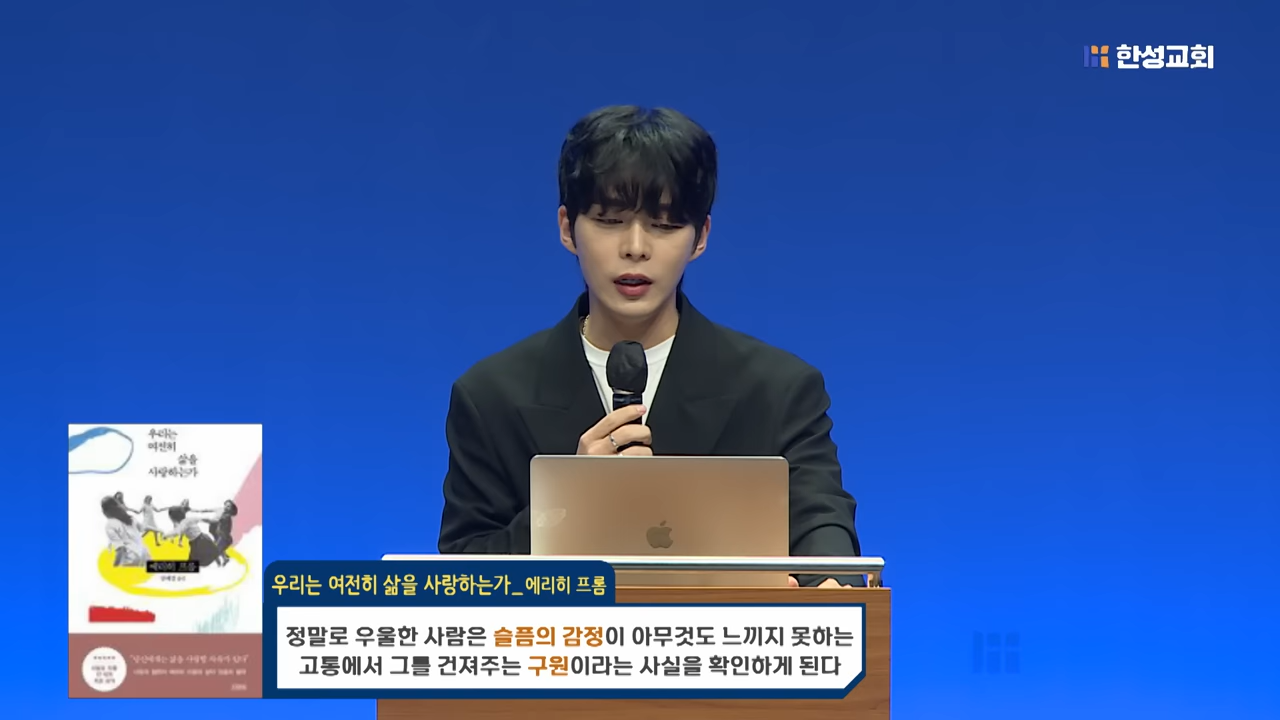 한성교회
우리는
여전히
삶을
사랑하는가
에리히 프롬
우리는 여전히 삶을 사랑하는가_에리히 프롬
정말로 우울한 사람은 슬픔의 감정이 아무것도 느끼지 못하는
고통에서 그를 건져주는 구원이라는 사실을 확인하게 된다